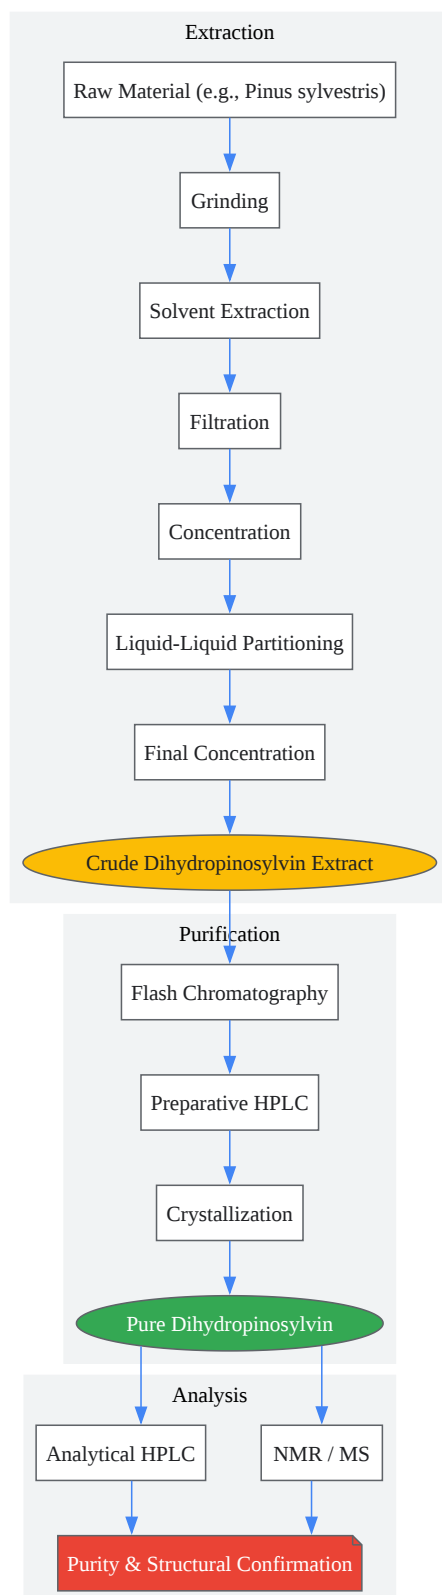 Extraction
Raw Material (e.g., Pinus sylvestris)
Grinding
Solvent Extraction
Filtration
Concentration
Liquid-Liquid Partitioning
Final Concentration
Crude Dihydropinosylvin Extract
Purification
Flash Chromatography
Preparative HPLC
Crystallization
Pure Dihydropinosylvin
Analysis
Analytical HPLC
NMR / MS
Purity & Structural Confirmation